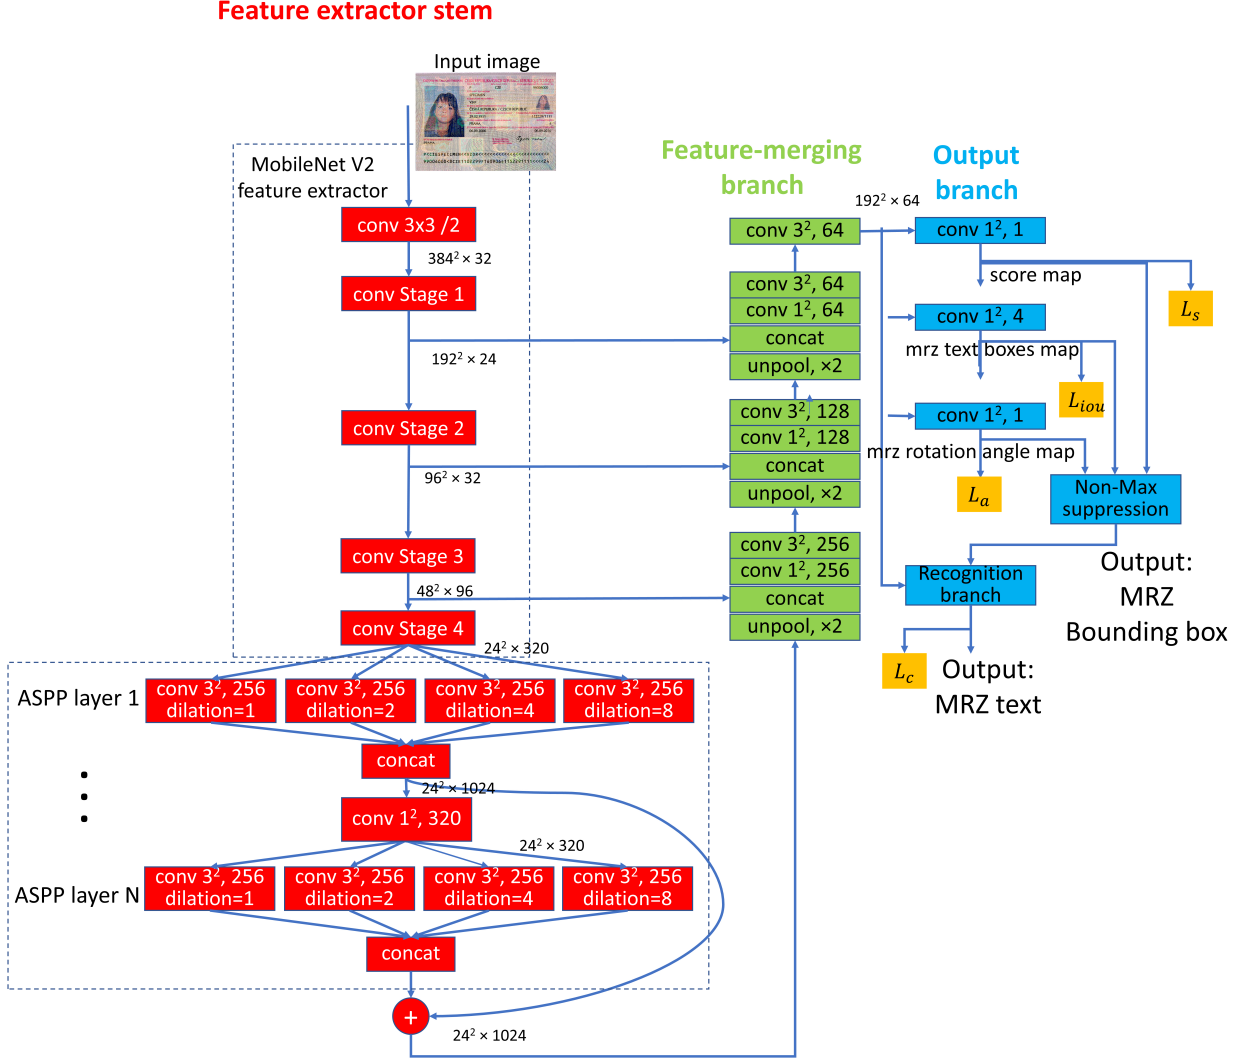 Feature extractor stem
Input image
MobileNet V2
feature extractor
conv 3x3 /2
384² × 32
conv Stage 1
192² × 24
conv Stage 2
96² × 32
conv Stage 3
48² × 96
conv Stage 4
24² × 320
ASPP layer 1
conv 3², 256
dilation=1
conv 3², 256
dilation=2
conv 3², 256
dilation=4
conv 3², 256
dilation=8
concat
24² × 1024
conv 1², 320
24² × 320
ASPP layer N
conv 3², 256
dilation=1
conv 3², 256
dilation=2
conv 3², 256
dilation=4
conv 3², 256
dilation=8
concat
+
24² × 1024
Feature-merging
branch
conv 3², 64
conv 3², 64
conv 1², 64
concat
unpool, ×2
conv 3², 128
conv 1², 128
concat
unpool, ×2
conv 3², 256
conv 1², 256
concat
unpool, ×2
Output
branch
192² × 64
conv 1², 1
score map
Lₛ
conv 1², 4
mrz text boxes map
L_iou
conv 1², 1
mrz rotation angle map
Lₐ
Non-Max
suppression
Output:
MRZ
Bounding box
Recognition
branch
L_c
Output:
MRZ text